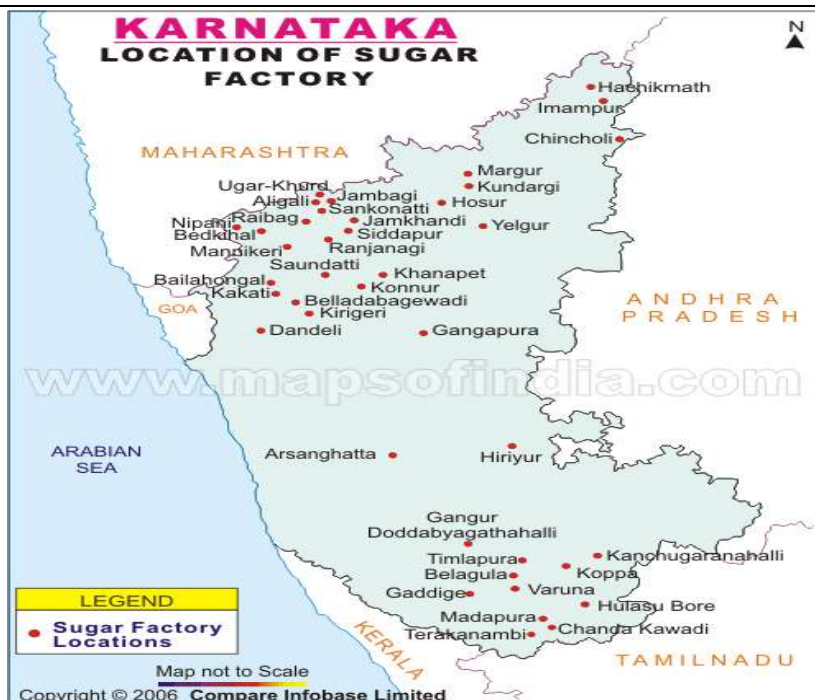 KARNATAKA
LOCATION OF SUGAR
FACTORY
N
Hachikmath
Imampur
Chincholi
MAHARASHTRA
Margur
Kundargi
Ugar-Khurd
Jambagi
Aligali
Sankonatti
Hosur
Nipani
Raibag
Jamkhandi
Yelgur
Bedkihal
Siddapur
Mannikeri
Ranjanagi
Saundatti
Khanapet
Bailahongal
Konnur
Kakati
Belladabagewadi
GOA
Kirigeri
ANDHRA
PRADESH
Dandeli
Gangapura
www.mapsofindia.com
ARABIAN
SEA
Arsanghatta
Hiriyur
Gangur
Doddabyagathahalli
Timlapura
Kanchugaranahalli
Koppa
Belagula
Varuna
Gaddige
Hulasu Bore
Madapura
Chanda Kawadi
Terakanambi
KERALA
TAMILNADU
LEGEND
Sugar Factory
Locations
Map not to Scale
Copyright © 2006 Compare Infobase Limited